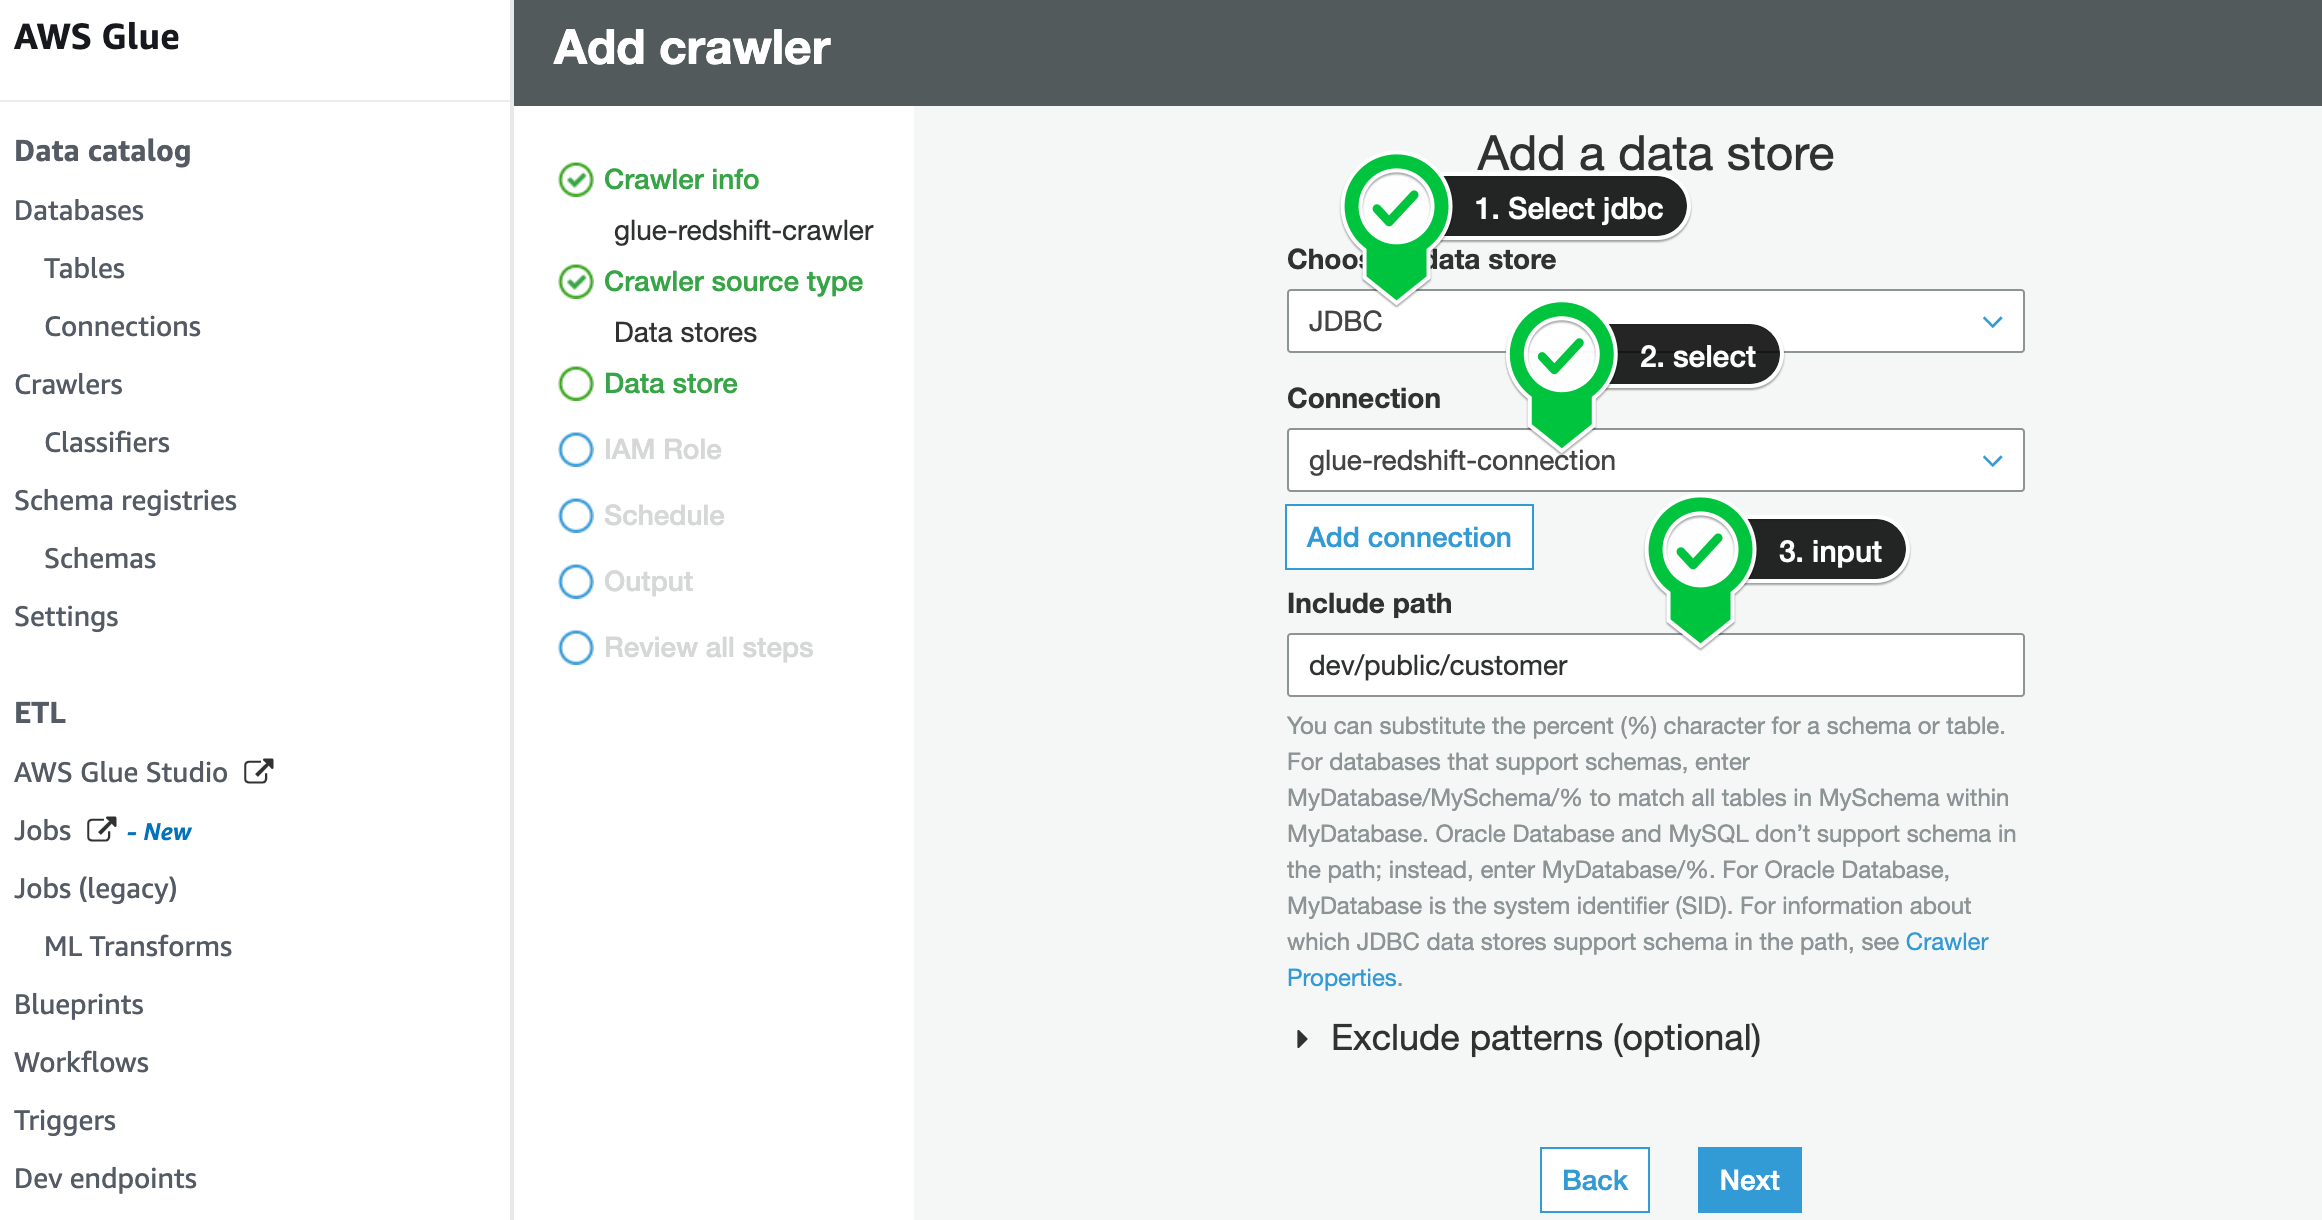 AWS Glue
Data catalog
Databases
Tables
Connections
Crawlers
Classifiers
Schema registries
Schemas
Settings
ETL
AWS Glue Studio
Jobs - New
Jobs (legacy)
ML Transforms
Blueprints
Workflows
Triggers
Dev endpoints
Add crawler
Crawler info
glue-redshift-crawler
Crawler source type
Data stores
Data store
IAM Role
Schedule
Output
Review all steps
Add a data store
1. Select jdbc
Choos data store
JDBC
2. select
Connection
glue-redshift-connection
Add connection
3. input
Include path
dev/public/customer
You can substitute the percent (%) character for a schema or table.
For databases that support schemas, enter
MyDatabase/MySchema/% to match all tables in MySchema within
MyDatabase. Oracle Database and MySQL don’t support schema in
the path; instead, enter MyDatabase/%. For Oracle Database,
MyDatabase is the system identifier (SID). For information about
which JDBC data stores support schema in the path, see Crawler
Properties.
Exclude patterns (optional)
Back
Next